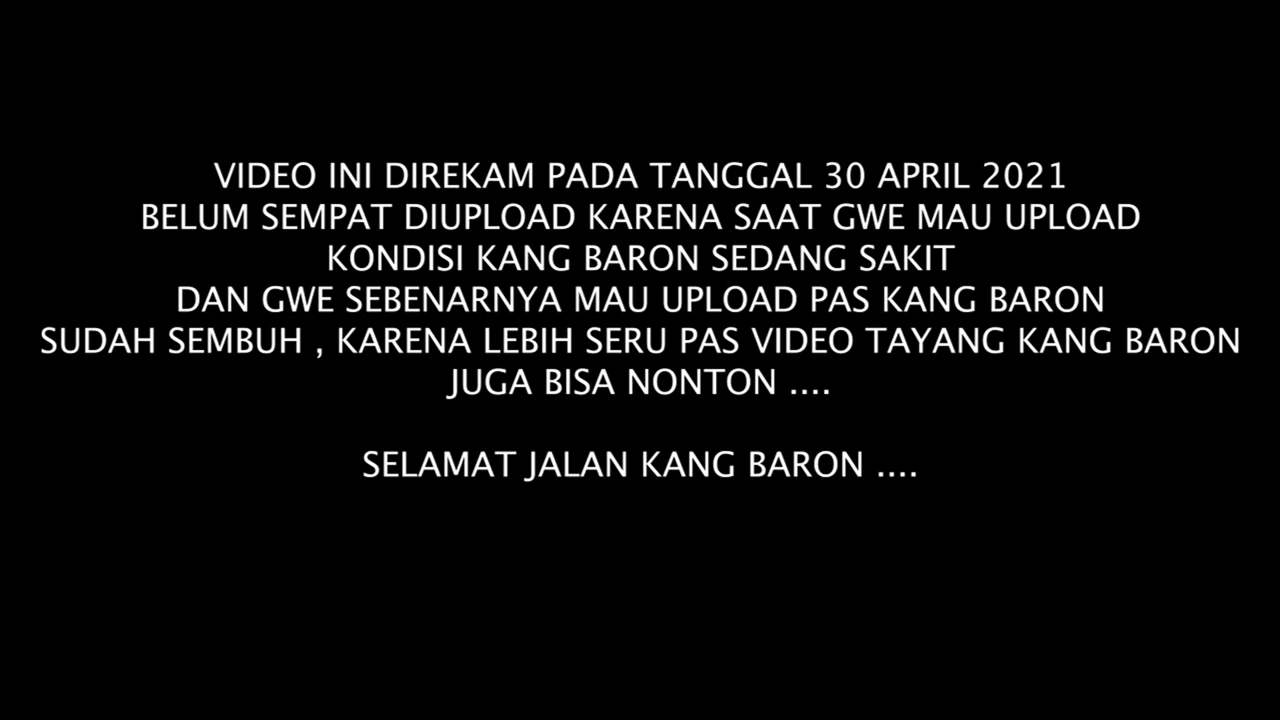 VIDEO INI DIREKAM PADA TANGGAL 30 APRIL 2021
BELUM SEMPAT DIUPLOAD KARENA SAAT GWE MAU UPLOAD
KONDISI KANG BARON SEDANG SAKIT
DAN GWE SEBENARNYA MAU UPLOAD PAS KANG BARON
SUDAH SEMBUH , KARENA LEBIH SERU PAS VIDEO TAYANG KANG BARON
JUGA BISA NONTON ....
SELAMAT JALAN KANG BARON ....